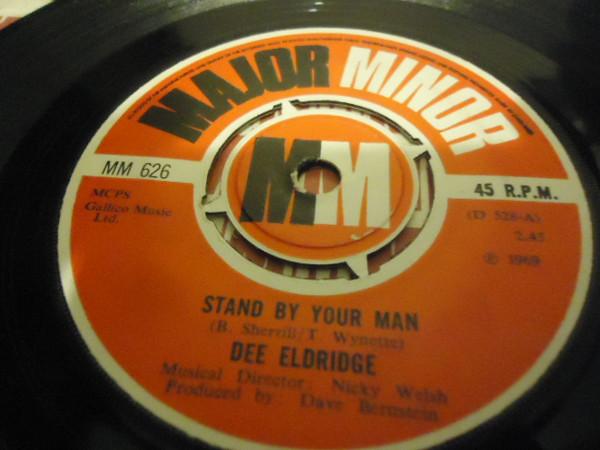 MAJOR MINOR
MM
MM 626
45 R.P.M.
MCPS
Gallico Music
Ltd.
(D 528-A)
2.45
℗ 1969
STAND BY YOUR MAN
(B. Sherrill/T. Wynette)
DEE ELDRIDGE
Musical Director: Nicky Welsh
Produced by: Dave Bernstein